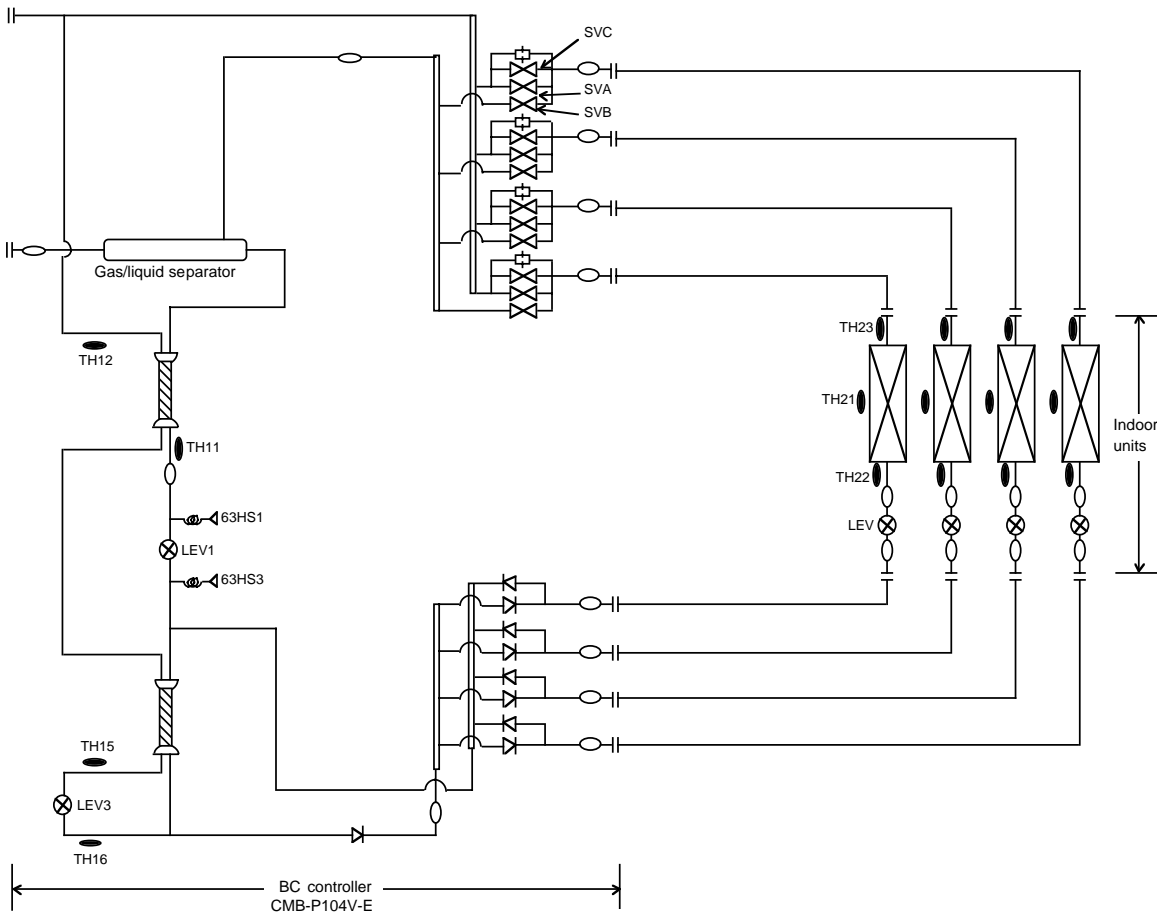 SVC
SVA
SVB
Gas/liquid separator
TH12
TH23
TH21
TH11
Indoor
units
TH22
63HS1
LEV
LEV1
63HS3
TH15
LEV3
TH16
BC controller
CMB-P104V-E